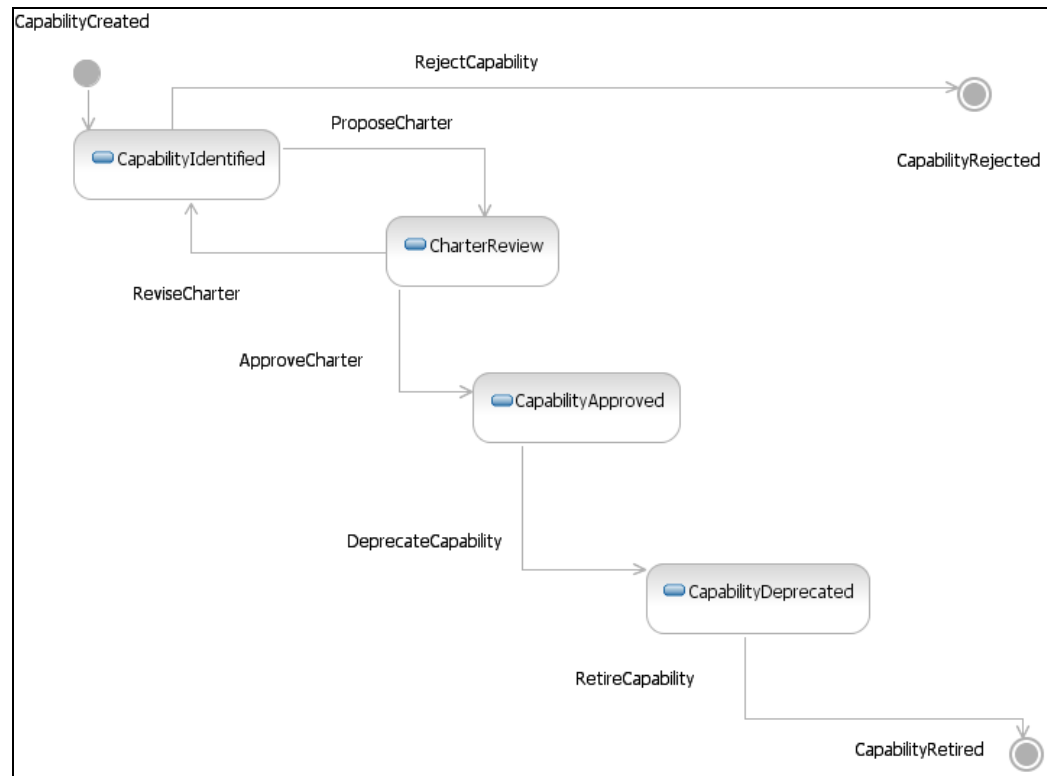 CapabilityCreated
RejectCapability
ProposeCharter
CapabilityIdentified
CapabilityRejected
CharterReview
ReviseCharter
ApproveCharter
CapabilityApproved
DeprecateCapability
CapabilityDeprecated
RetireCapability
CapabilityRetired